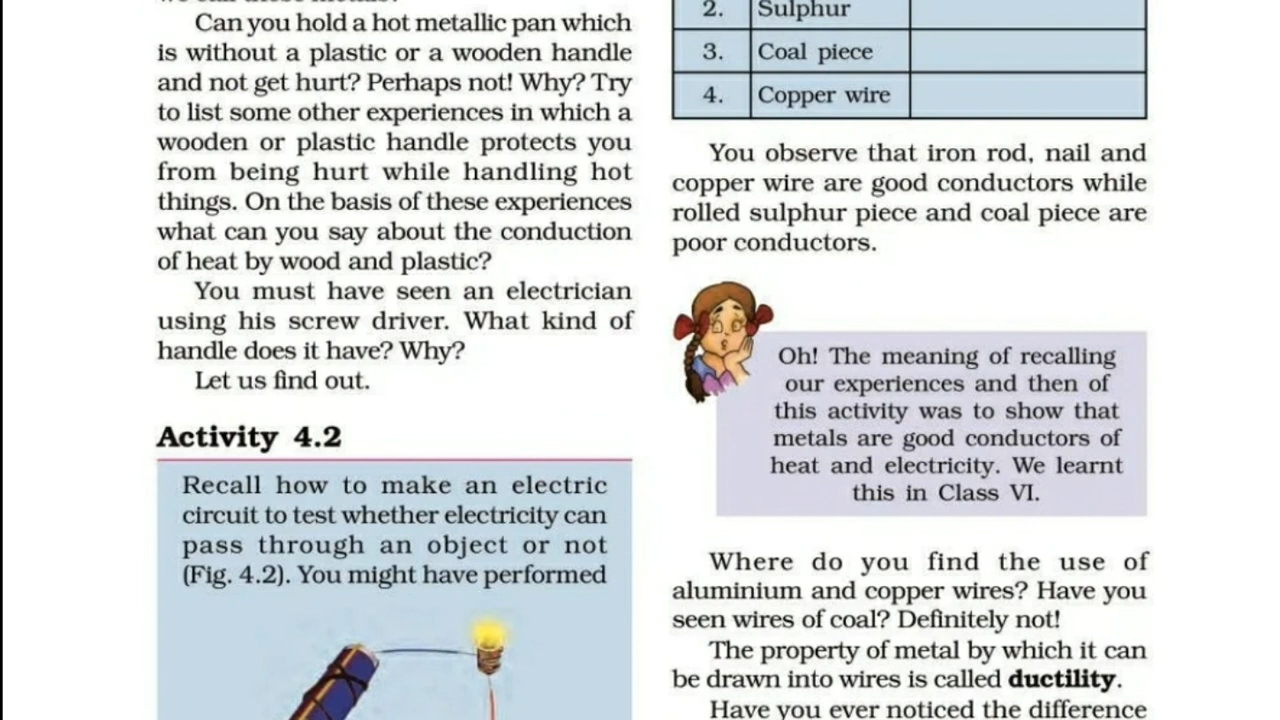 Can you hold a hot metallic pan which
is without a plastic or a wooden handle
and not get hurt? Perhaps not! Why? Try
to list some other experiences in which a
wooden or plastic handle protects you
from being hurt while handling hot
things. On the basis of these experiences
what can you say about the conduction
of heat by wood and plastic?
You must have seen an electrician
using his screw driver. What kind of
handle does it have? Why?
Let us find out.
Activity 4.2
Recall how to make an electric
circuit to test whether electricity can
pass through an object or not
(Fig. 4.2). You might have performed
2. Sulphur
3. Coal piece
4. Copper wire
You observe that iron rod, nail and
copper wire are good conductors while
rolled sulphur piece and coal piece are
poor conductors.
Oh! The meaning of recalling
our experiences and then of
this activity was to show that
metals are good conductors of
heat and electricity. We learnt
this in Class VI.
Where do you find the use of
aluminium and copper wires? Have you
seen wires of coal? Definitely not!
The property of metal by which it can
be drawn into wires is called ductility.
Have you ever noticed the difference